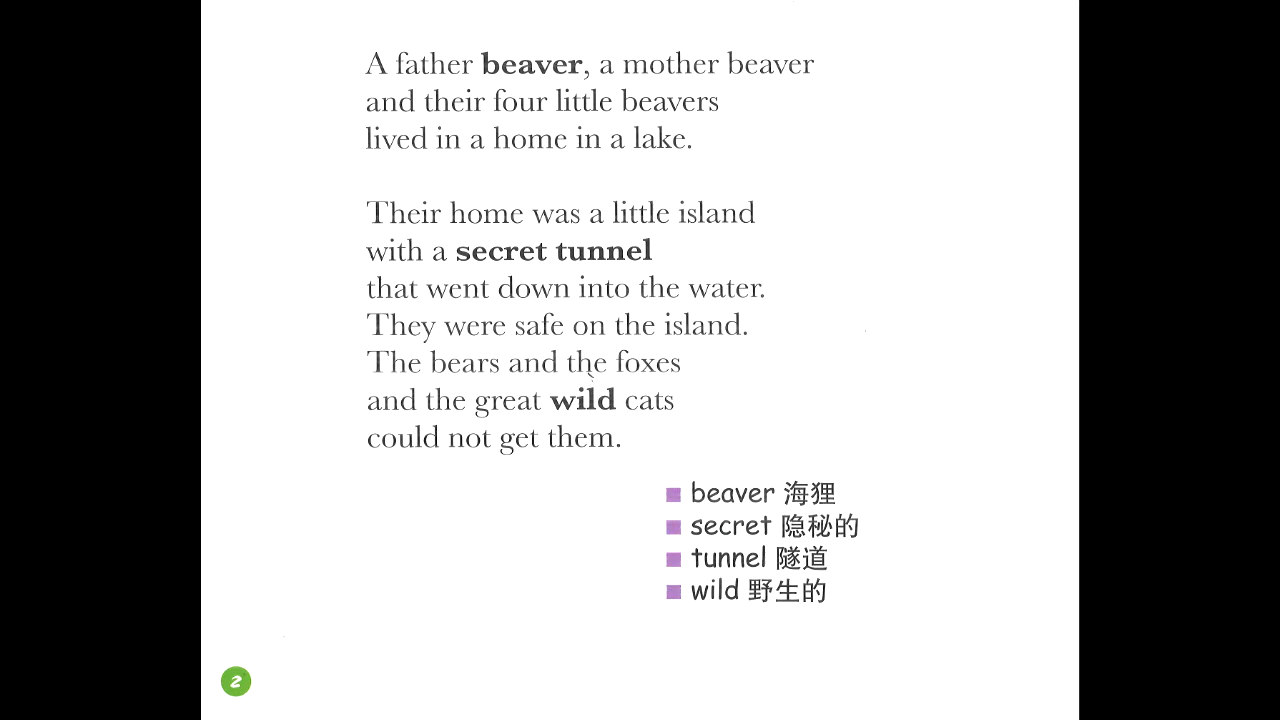 A father beaver, a mother beaver
and their four little beavers
lived in a home in a lake.
Their home was a little island
with a secret tunnel
that went down into the water.
They were safe on the island.
The bears and the foxes
and the great wild cats
could not get them.
beaver 海狸
secret 隐秘的
tunnel 隧道
wild 野生的
2